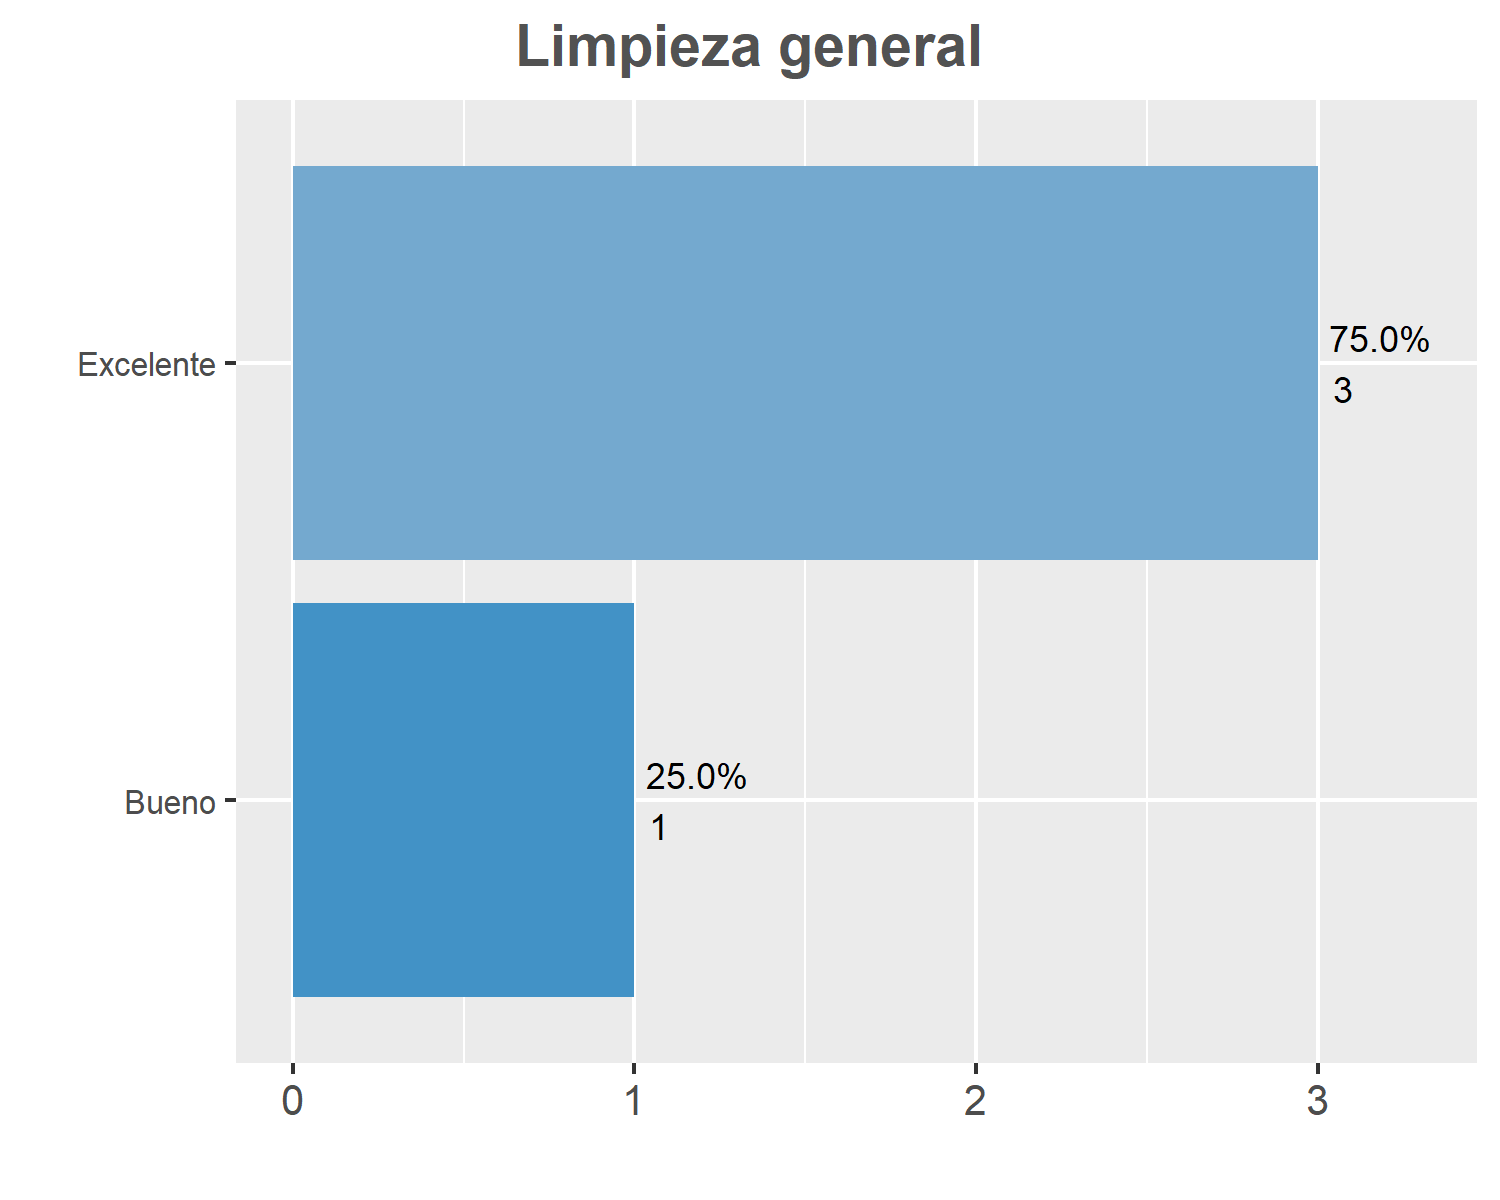 Limpieza general
Excelente
75.0%
3
Bueno
25.0%
1
0 1 2 3